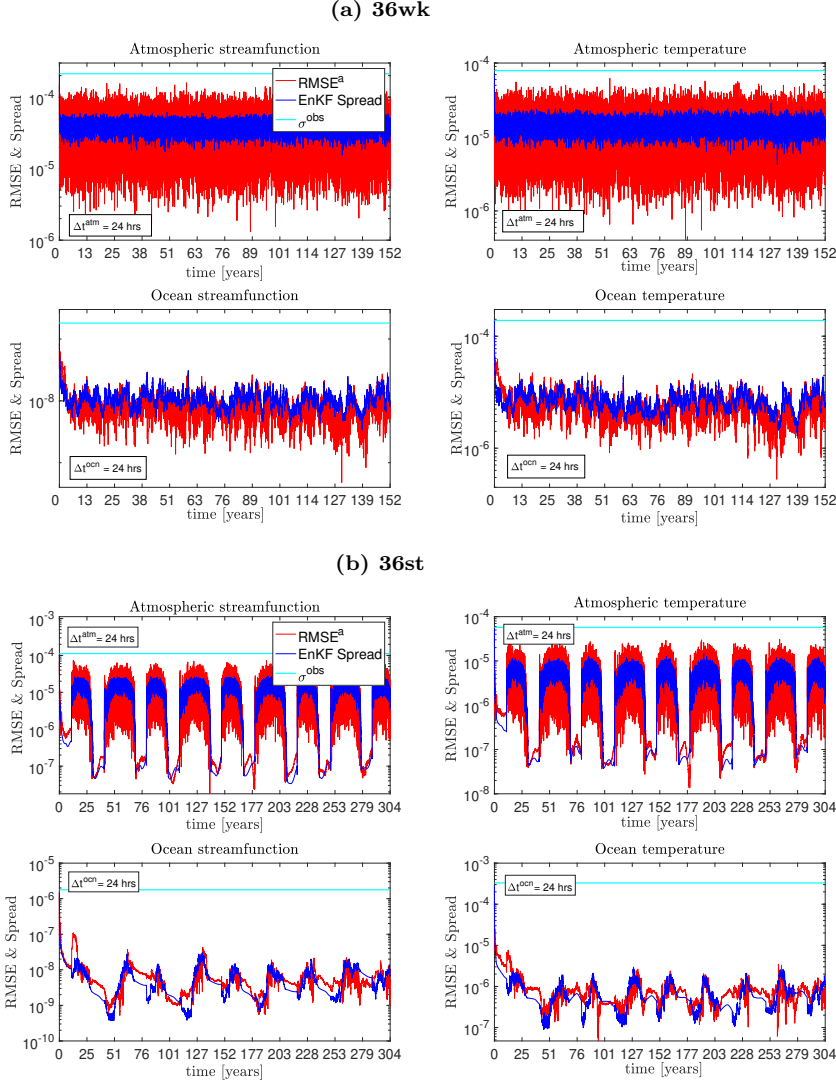 (a) 36wk
Atmospheric streamfunction
RMSE & Spread
10^-4
10^-5
10^-6
RMSE^a
EnKF Spread
σ^obs
Δt^atm = 24 hrs
0 13 25 38 51 63 76 89 101 114 127 139 152
time [years]
Atmospheric temperature
RMSE & Spread
10^-4
10^-5
10^-6
Δt^atm = 24 hrs
0 13 25 38 51 63 76 89 101 114 127 139 152
time [years]
Ocean streamfunction
RMSE & Spread
10^-8
Δt^ocn = 24 hrs
0 13 25 38 51 63 76 89 101 114 127 139 152
time [years]
Ocean temperature
RMSE & Spread
10^-4
10^-6
Δt^ocn = 24 hrs
0 13 25 38 51 63 76 89 101 114 127 139 152
time [years]
(b) 36st
Atmospheric streamfunction
RMSE & Spread
10^-3
10^-4
10^-5
10^-6
10^-7
Δt^atm = 24 hrs
RMSE^a
EnKF Spread
σ^obs
0 25 51 76 101 127 152 177 203 228 253 279 304
time [years]
Atmospheric temperature
RMSE & Spread
10^-4
10^-5
10^-6
10^-7
10^-8
Δt^atm = 24 hrs
0 25 51 76 101 127 152 177 203 228 253 279 304
time [years]
Ocean streamfunction
RMSE & Spread
10^-5
10^-6
10^-7
10^-8
10^-9
10^-10
Δt^ocn = 24 hrs
0 25 51 76 101 127 152 177 203 228 253 279 304
time [years]
Ocean temperature
RMSE & Spread
10^-3
10^-4
10^-5
10^-6
10^-7
Δt^ocn = 24 hrs
0 25 51 76 101 127 152 177 203 228 253 279 304
time [years]